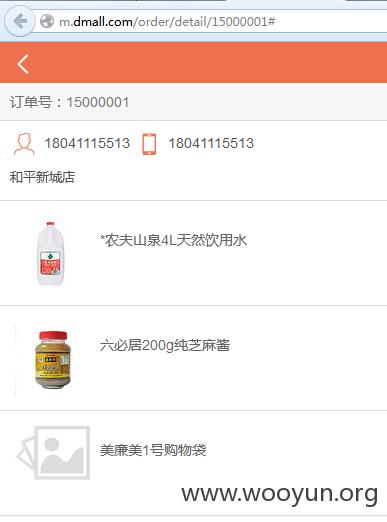 m.dmall.com/order/detail/15000001#
订单号：15000001
18041115513 18041115513
和平新城店
*农夫山泉4L天然饮用水
六必居200g纯芝麻酱
美廉美1号购物袋
www.wooyun.org